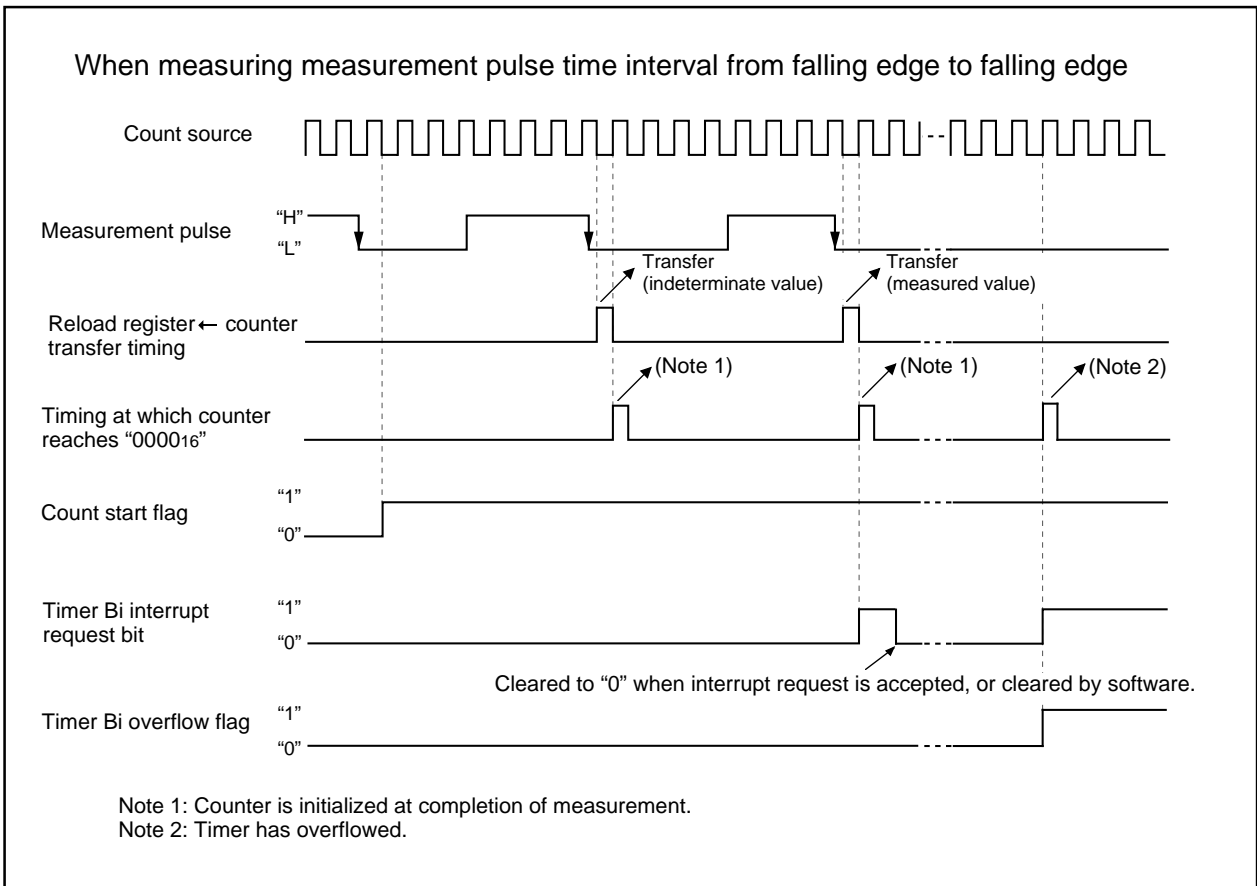 When measuring measurement pulse time interval from falling edge to falling edge
Count source
Measurement pulse
“H”
“L”
Transfer
(indeterminate value)
Transfer
(measured value)
Reload register ← counter
transfer timing
(Note 1)
(Note 1)
(Note 2)
Timing at which counter
reaches “000016”
Count start flag
“1”
“0”
Timer Bi interrupt
request bit
“1”
“0”
Cleared to “0” when interrupt request is accepted, or cleared by software.
Timer Bi overflow flag
“1”
“0”
Note 1: Counter is initialized at completion of measurement.
Note 2: Timer has overflowed.